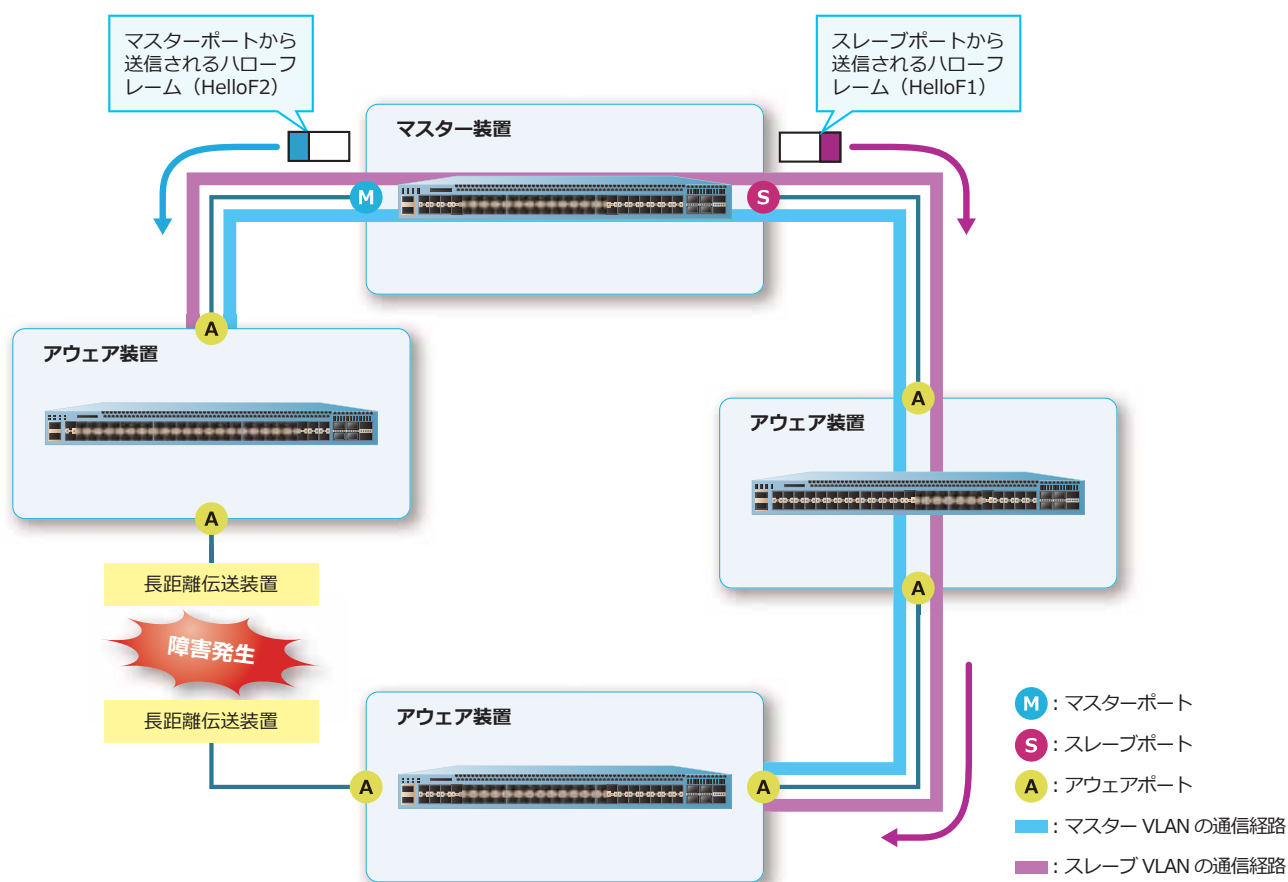 マスターポートから
送信されるハローフ
レーム（HelloF2）
スレーブポートから
送信されるハローフ
レーム（HelloF1）
マスター装置
M
S
A
アウェア装置
A
アウェア装置
A
長距離伝送装置
障害発生
A
長距離伝送装置
アウェア装置
A
A
M：マスターポート
S：スレーブポート
A：アウェアポート
：マスター VLAN の通信経路
：スレーブ VLAN の通信経路